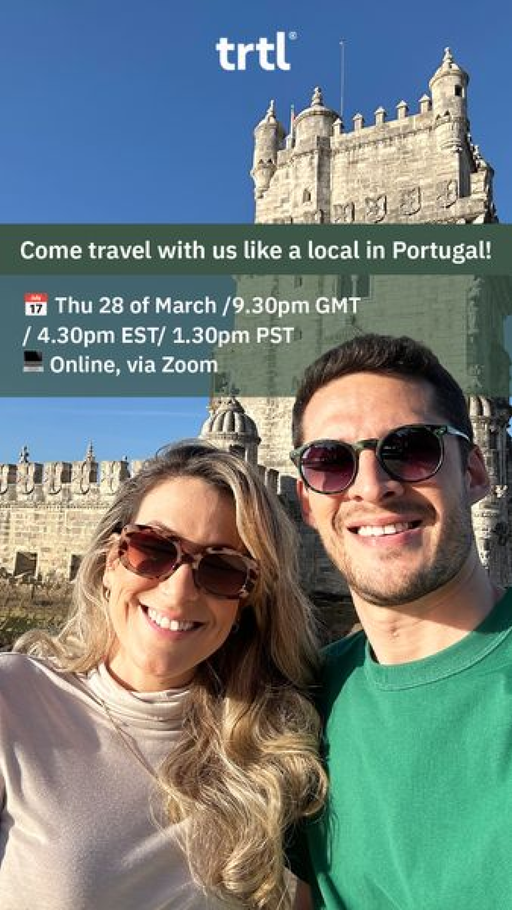 trtl®
Come travel with us like a local in Portugal!
📅 Thu 28 of March /9.30pm GMT
/ 4.30pm EST/ 1.30pm PST
💻 Online, via Zoom